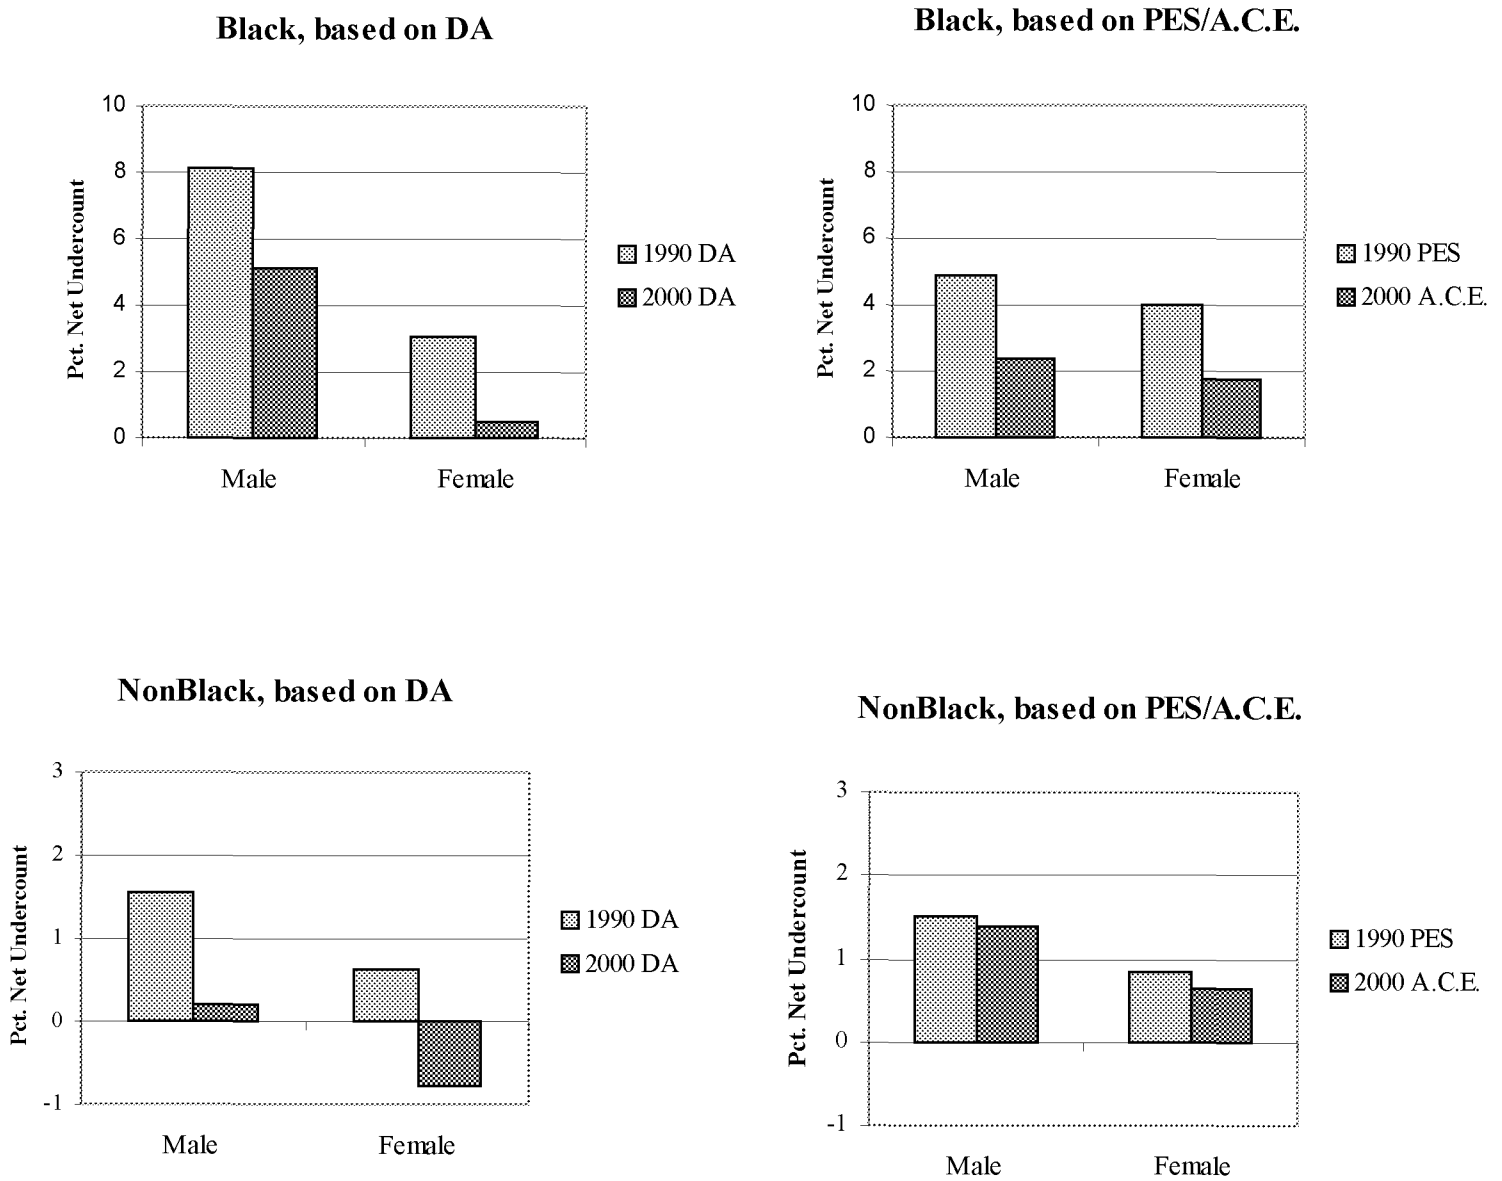 Black, based on DA
Pct. Net Undercount
10
8
6
4
2
0
Male
Female
1990 DA
2000 DA
Black, based on PES/A.C.E.
Pct. Net Undercount
10
8
6
4
2
0
Male
Female
1990 PES
2000 A.C.E.
NonBlack, based on DA
Pct. Net Undercount
3
2
1
0
-1
Male
Female
1990 DA
2000 DA
NonBlack, based on PES/A.C.E.
Pct. Net Undercount
3
2
1
0
-1
Male
Female
1990 PES
2000 A.C.E.